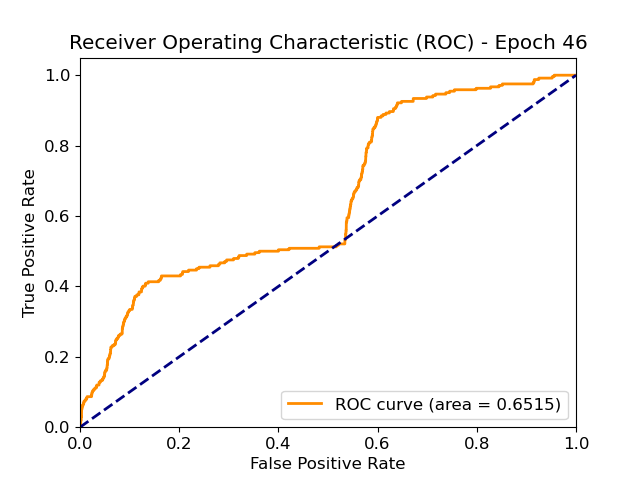 Receiver Operating Characteristic (ROC) - Epoch 46
True Positive Rate
1.0
0.8
0.6
0.4
0.2
0.0
ROC curve (area = 0.6515)
0.0 0.2 0.4 0.6 0.8 1.0
False Positive Rate